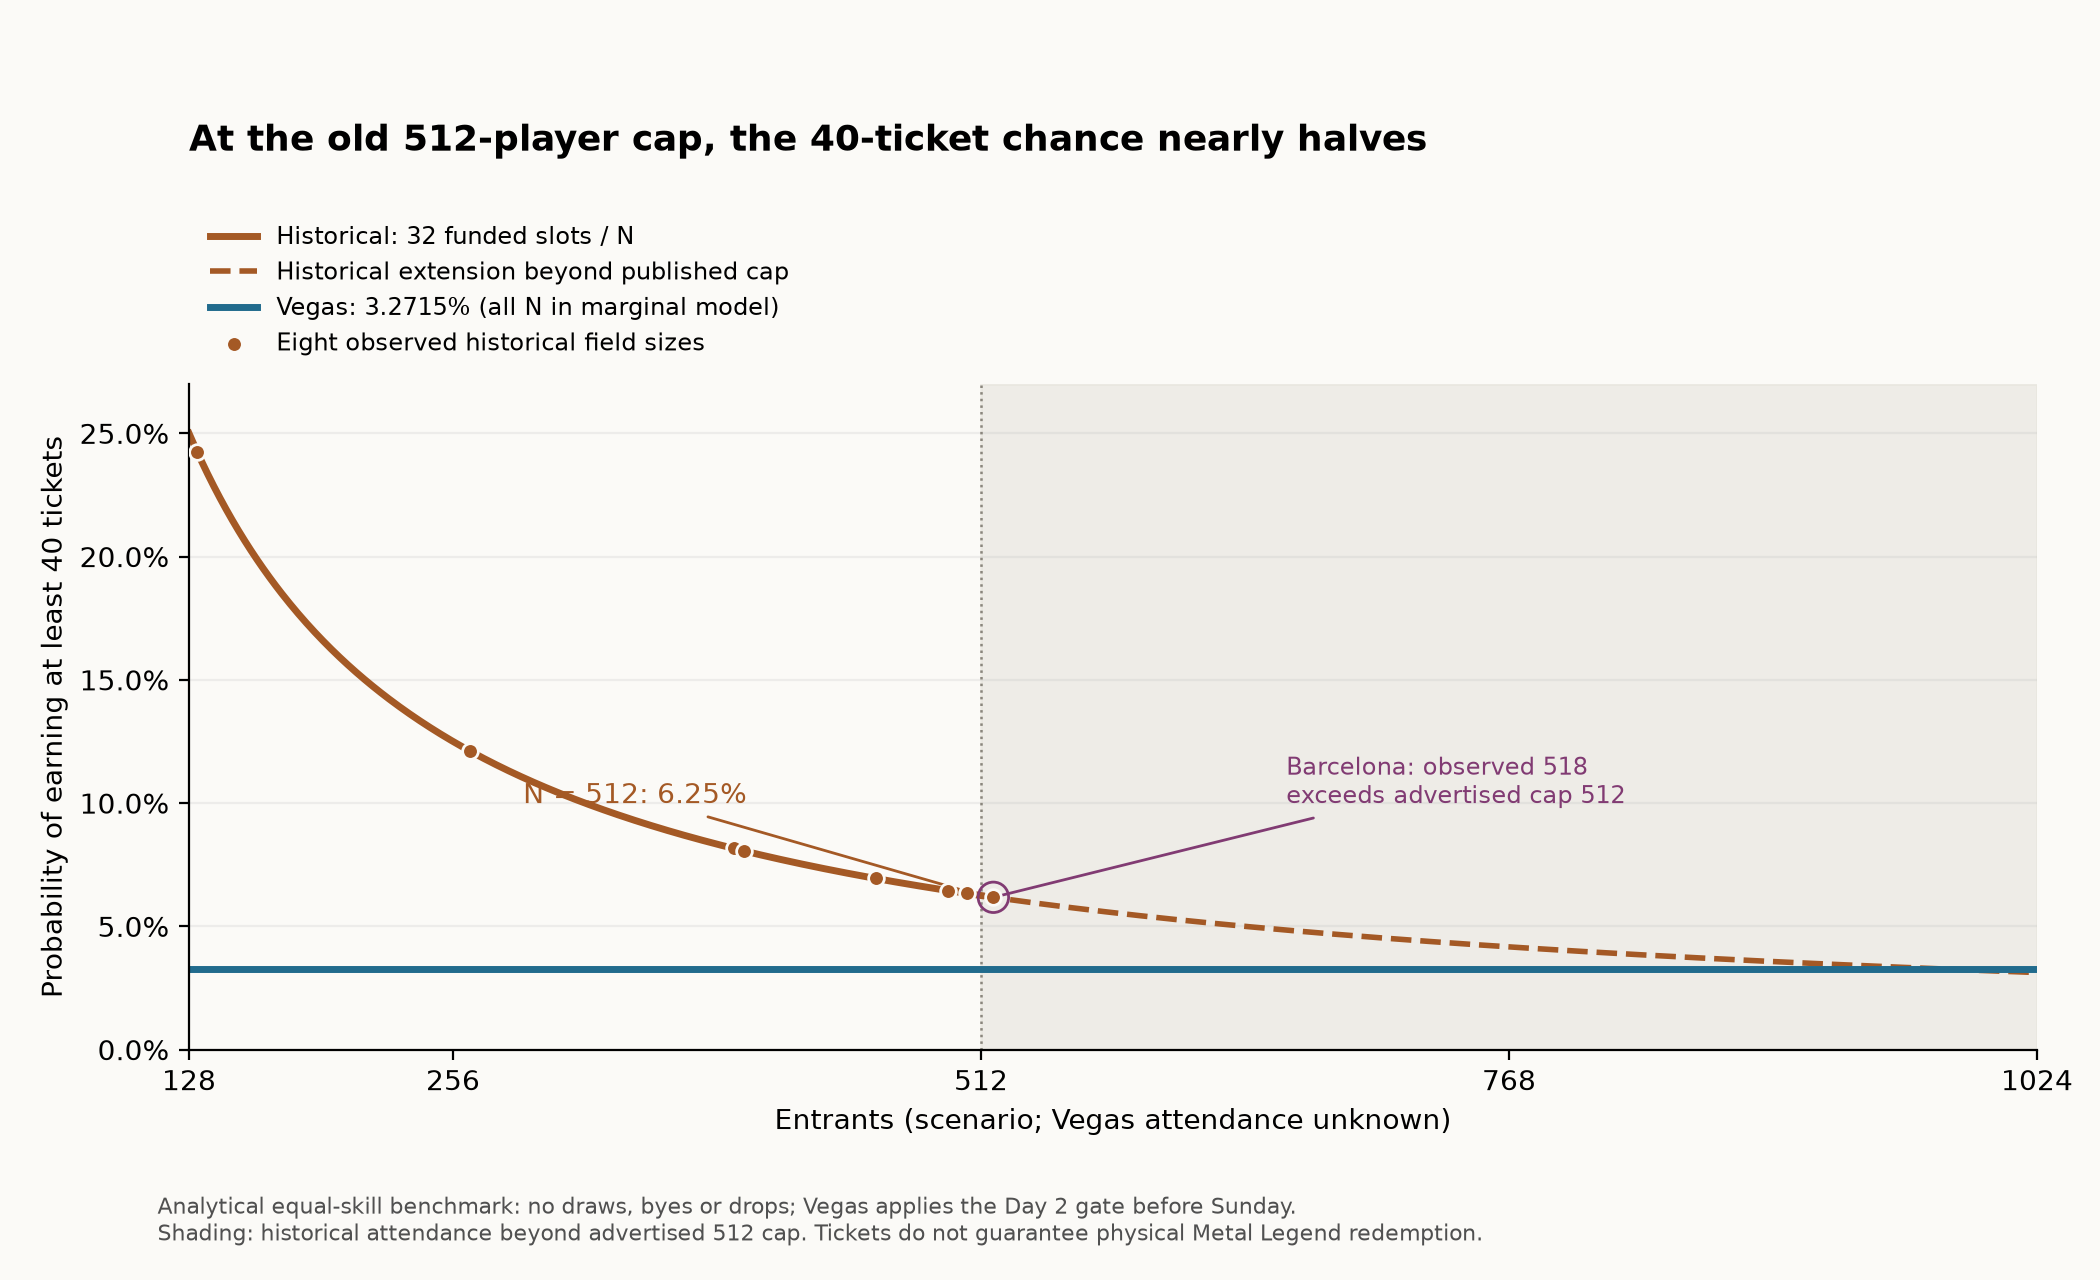 At the old 512-player cap, the 40-ticket chance nearly halves
Historical: 32 funded slots / N
Historical extension beyond published cap
Vegas: 3.2715% (all N in marginal model)
Eight observed historical field sizes
Probability of earning at least 40 tickets
25.0%
20.0%
15.0%
10.0%
5.0%
0.0%
N = 512: 6.25%
Barcelona: observed 518
exceeds advertised cap 512
128
256
512
768
1024
Entrants (scenario; Vegas attendance unknown)
Analytical equal-skill benchmark: no draws, byes or drops; Vegas applies the Day 2 gate before Sunday.
Shading: historical attendance beyond advertised 512 cap. Tickets do not guarantee physical Metal Legend redemption.